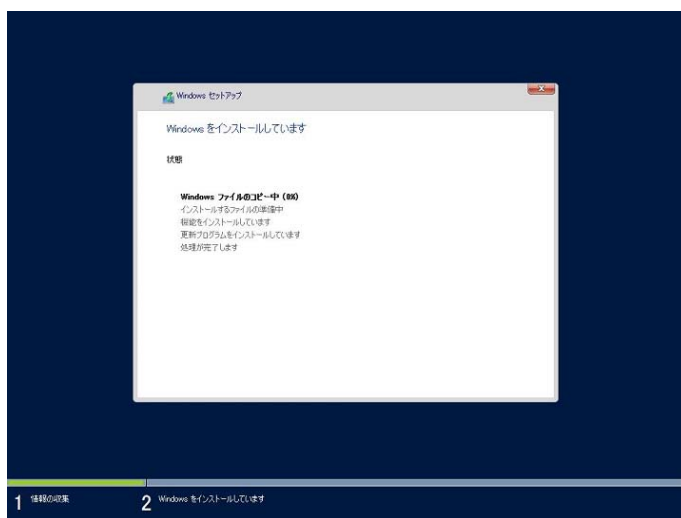 Windows セットアップ
Windows をインストールしています
状態
Windows ファイルのコピー中 (0%)
インストールするファイルの準備中
機能をインストールしています
更新プログラムをインストールしています
処理が完了します
1 情報の収集
2 Windows をインストールしています